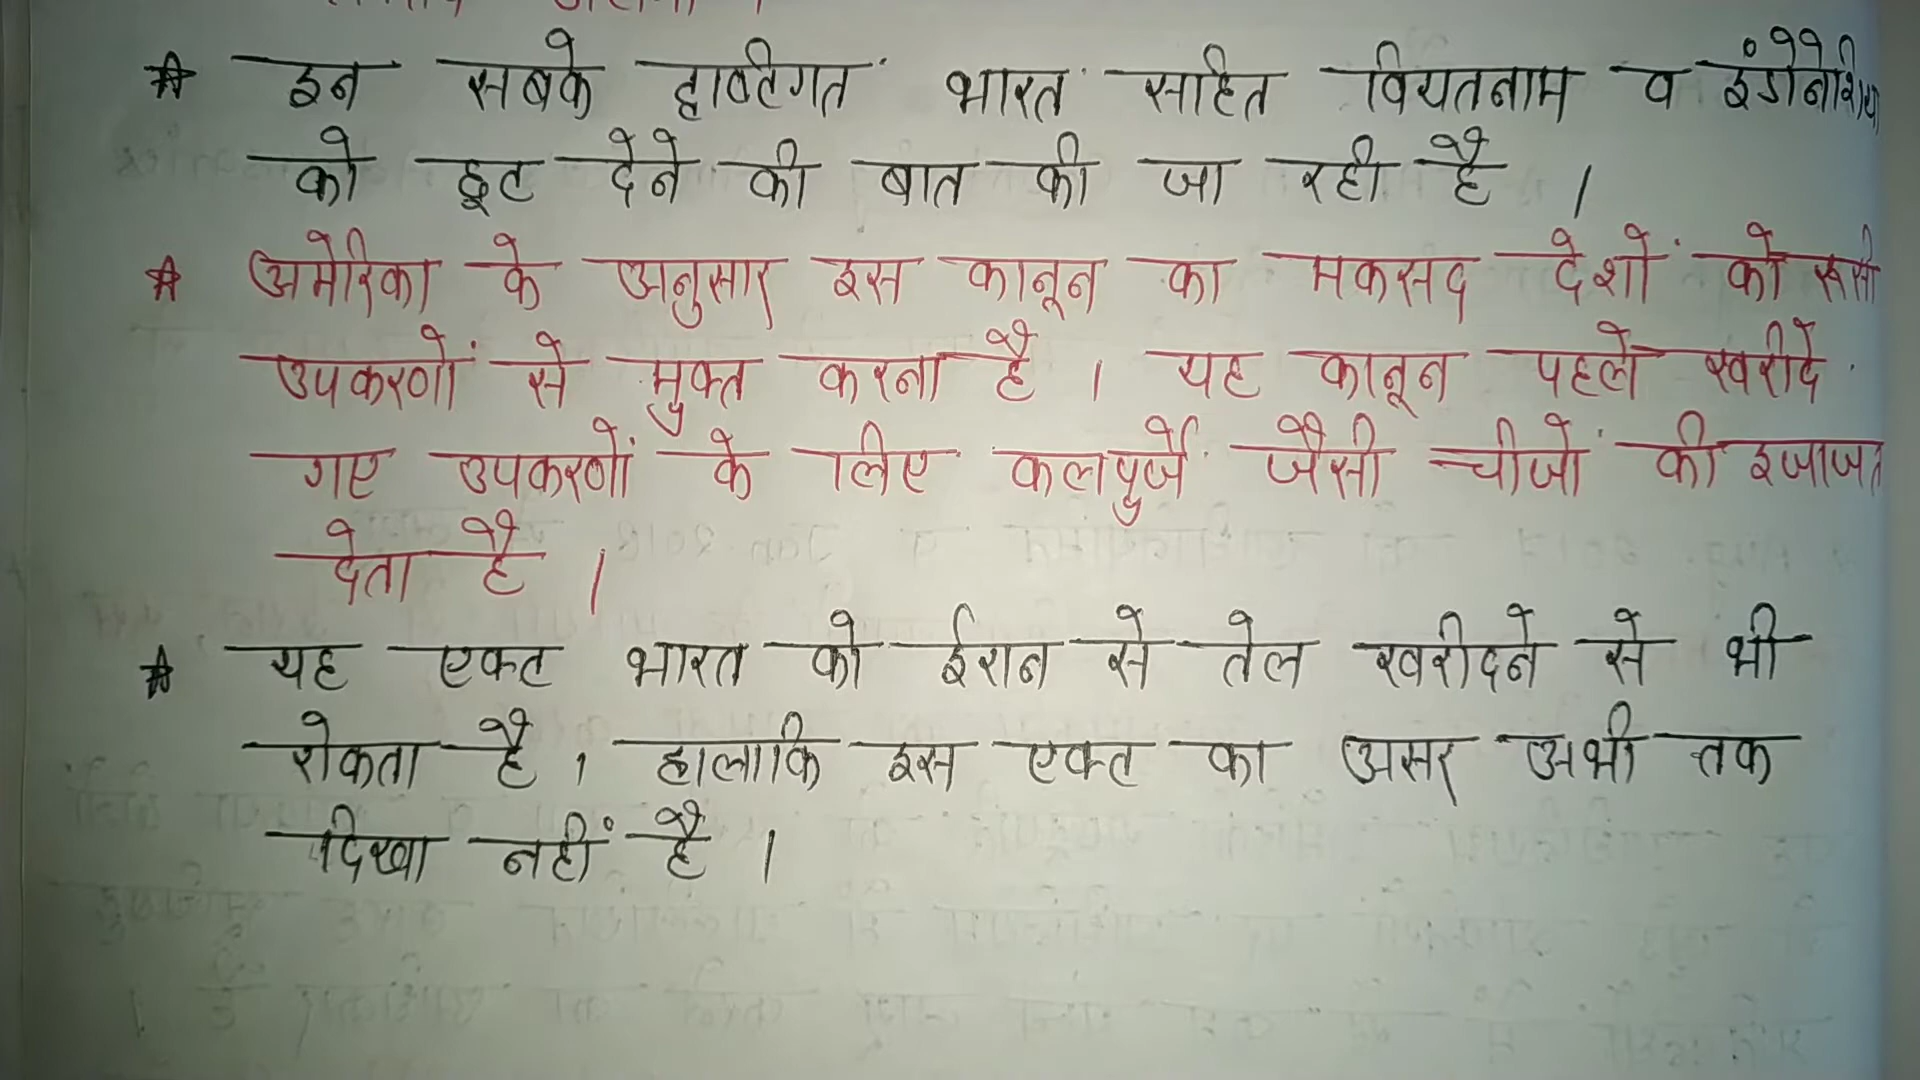 ★ इन सबके दृष्टिगत भारत सहित वियतनाम व इंडोनेशिया
को छूट देने की बात की जा रही है ।
★ अमेरिका के अनुसार इस कानून का मकसद देशों को रूसी
उपकरणों से मुक्त करना है । यह कानून पहले खरीदे
गए उपकरणों के लिए कलपुर्जे जैसी चीजों की इजाजत
देता है ।
★ यह एक्ट भारत को ईरान से तेल खरीदने से भी
रोकता है । हालाकि इस एक्ट का असर अभी तक
दिखा नहीं है ।